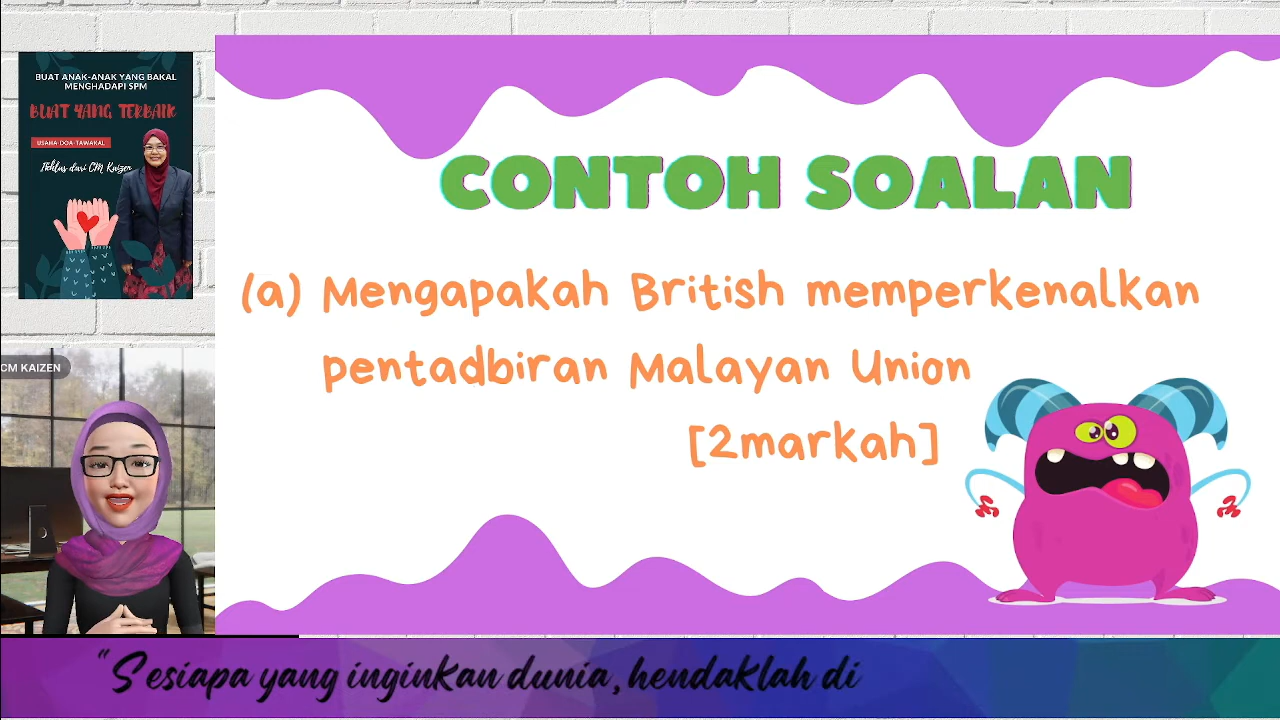 BUAT ANAK-ANAK YANG BAKAL
MENGHADAPI SPM
BUAT YANG TERBAIK
USAHA-DOA-TAWAKAL
Ikhlas dari CM Kaizen
CM KAIZEN
CONTOH SOALAN
(a) Mengapakah British memperkenalkan
pentadbiran Malayan Union
[2markah]
"Sesiapa yang inginkan dunia, hendaklah di